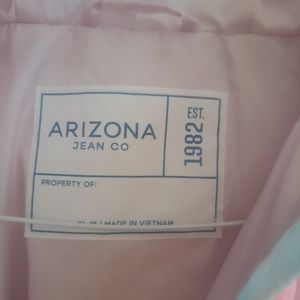 ARIZONA
JEAN CO
EST.
1982
PROPERTY OF:
MADE IN VIETNAM